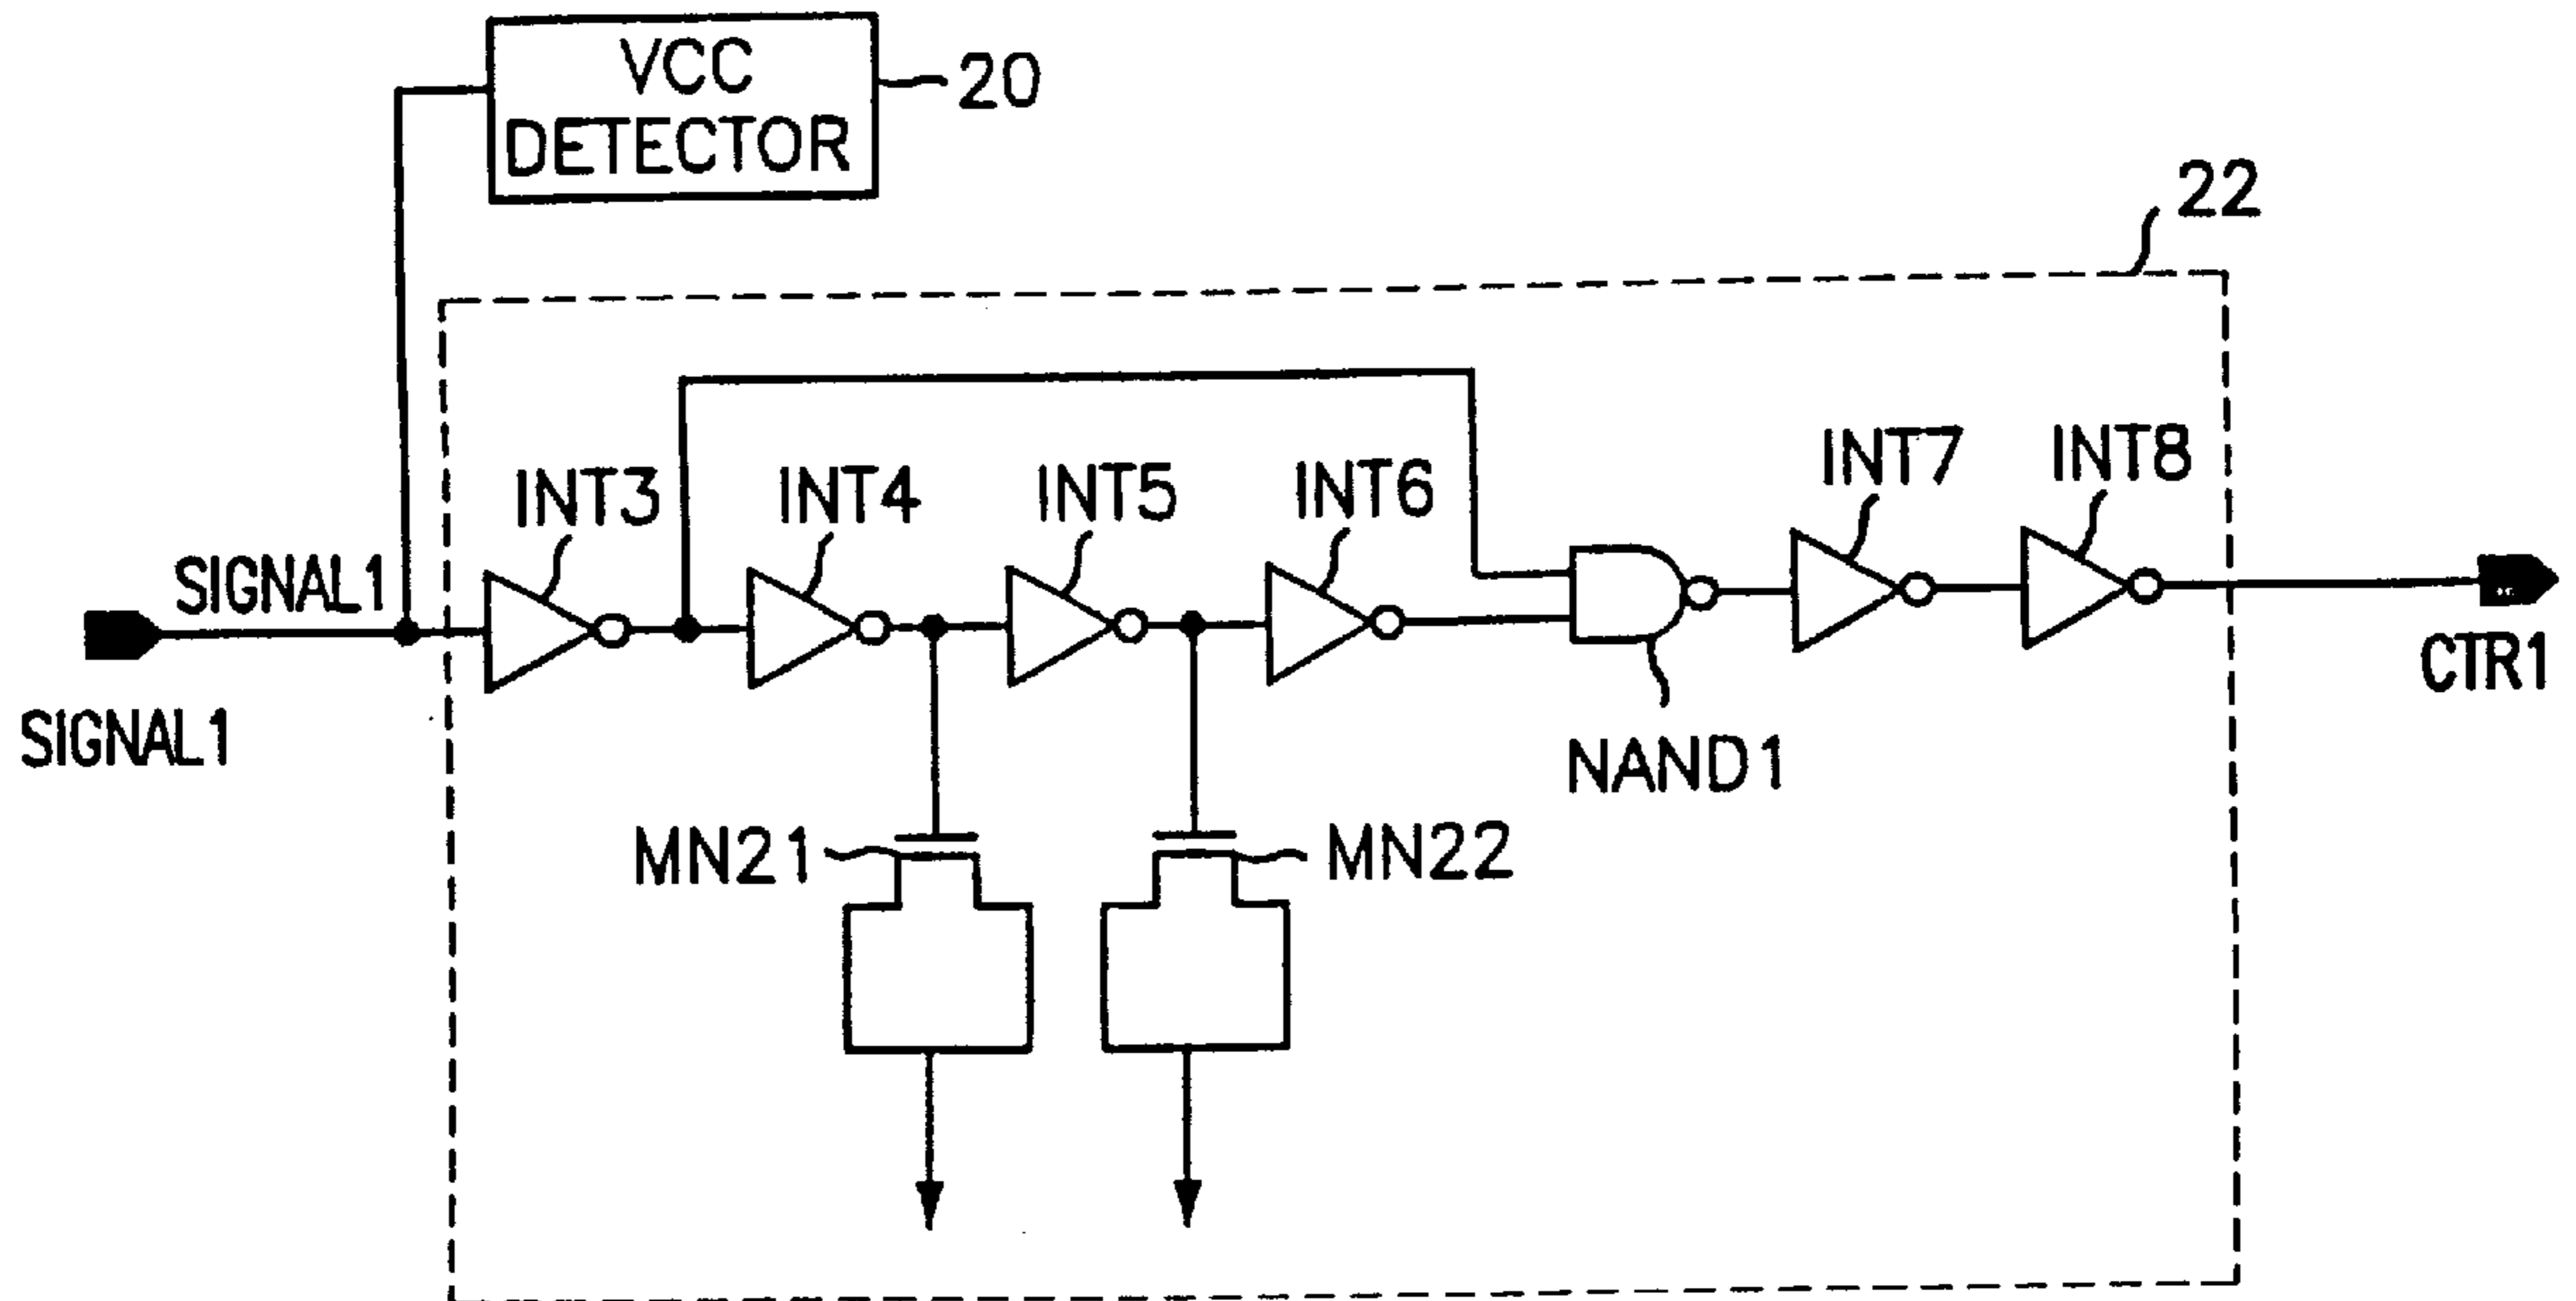 VCC
DETECTOR
20
22
INT3
INT4
INT5
INT6
INT7
INT8
SIGNAL1
SIGNAL1
NAND1
CTR1
MN21
MN22